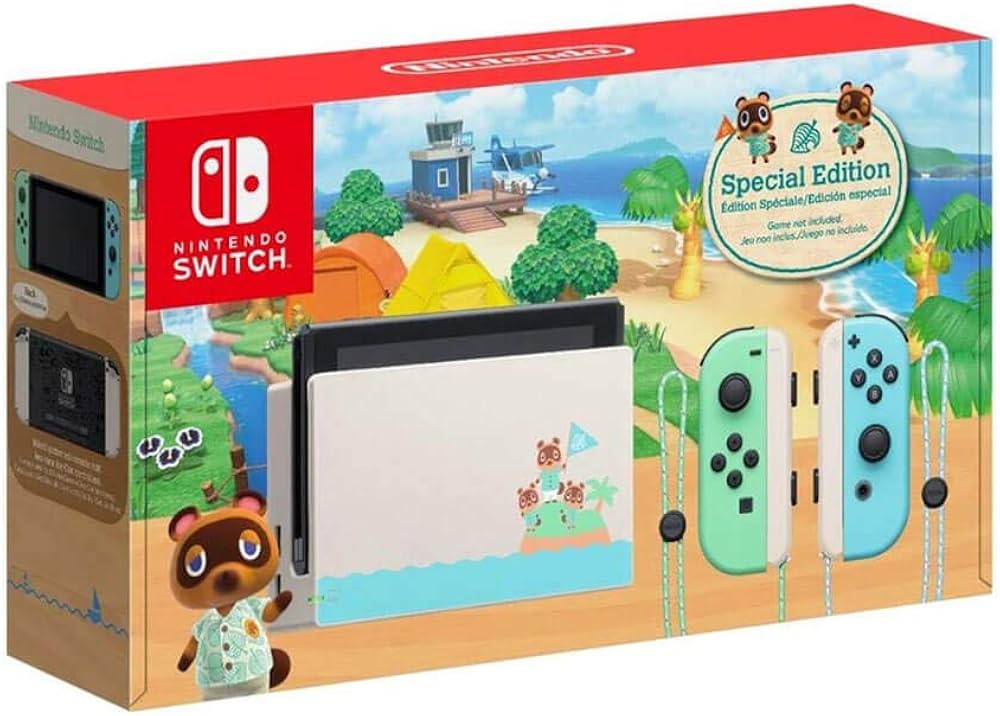 Nintendo
Nintendo Switch
NINTENDO
SWITCH
Special Edition
Édition Spéciale/Edición especial
Game not included.
Jeu non inclus./Juego no incluido.
Back
X
Y
A
B